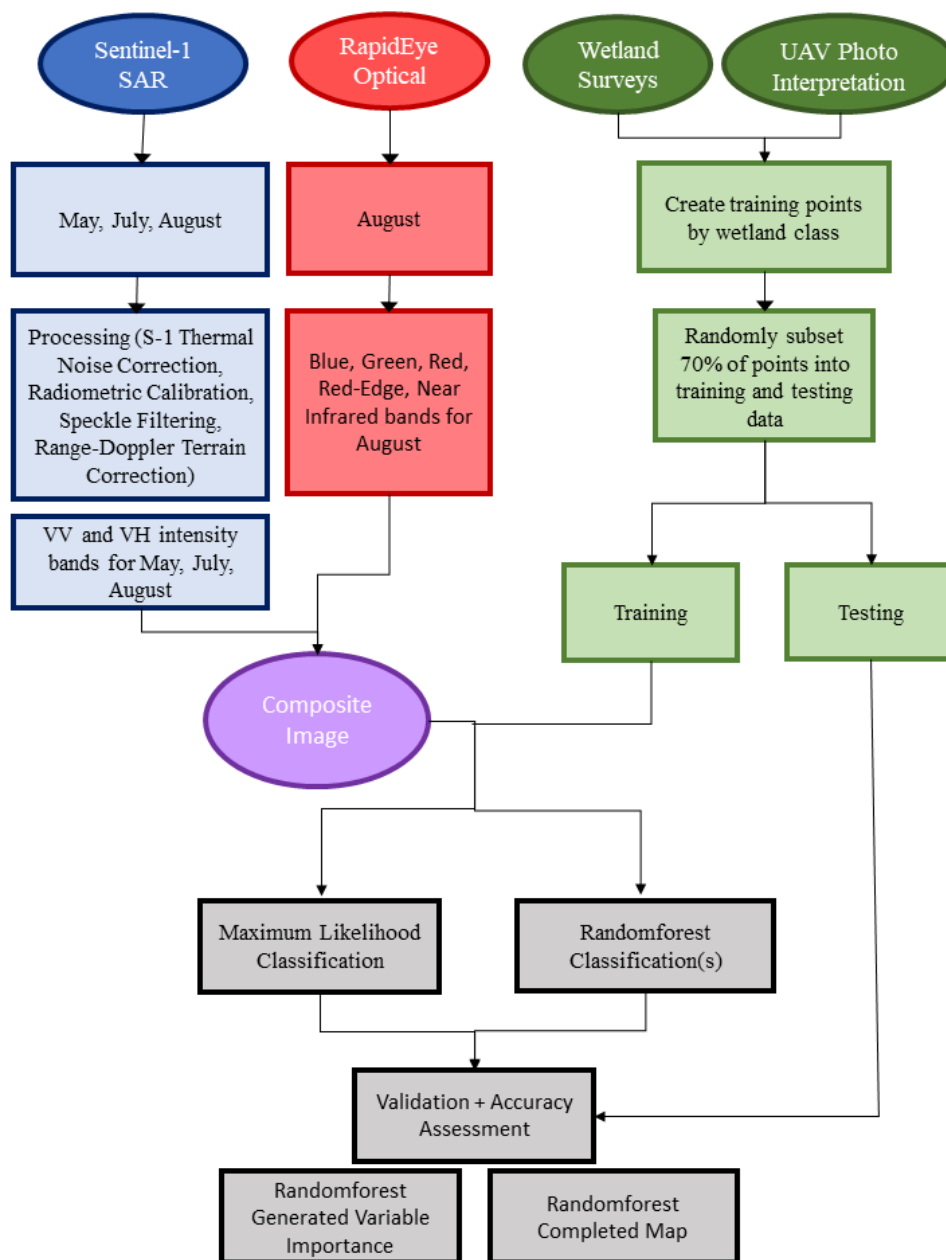 Sentinel-1
SAR
RapidEye
Optical
Wetland
Surveys
UAV Photo
Interpretation
May, July, August
August
Create training points
by wetland class
Processing (S-1 Thermal
Noise Correction,
Radiometric Calibration,
Speckle Filtering,
Range-Doppler Terrain
Correction)
Blue, Green, Red,
Red-Edge, Near
Infrared bands for
August
Randomly subset
70% of points into
training and testing
data
VV and VH intensity
bands for May, July,
August
Training
Testing
Composite
Image
Maximum Likelihood
Classification
Randomforest
Classification(s)
Validation + Accuracy
Assessment
Randomforest
Generated Variable
Importance
Randomforest
Completed Map